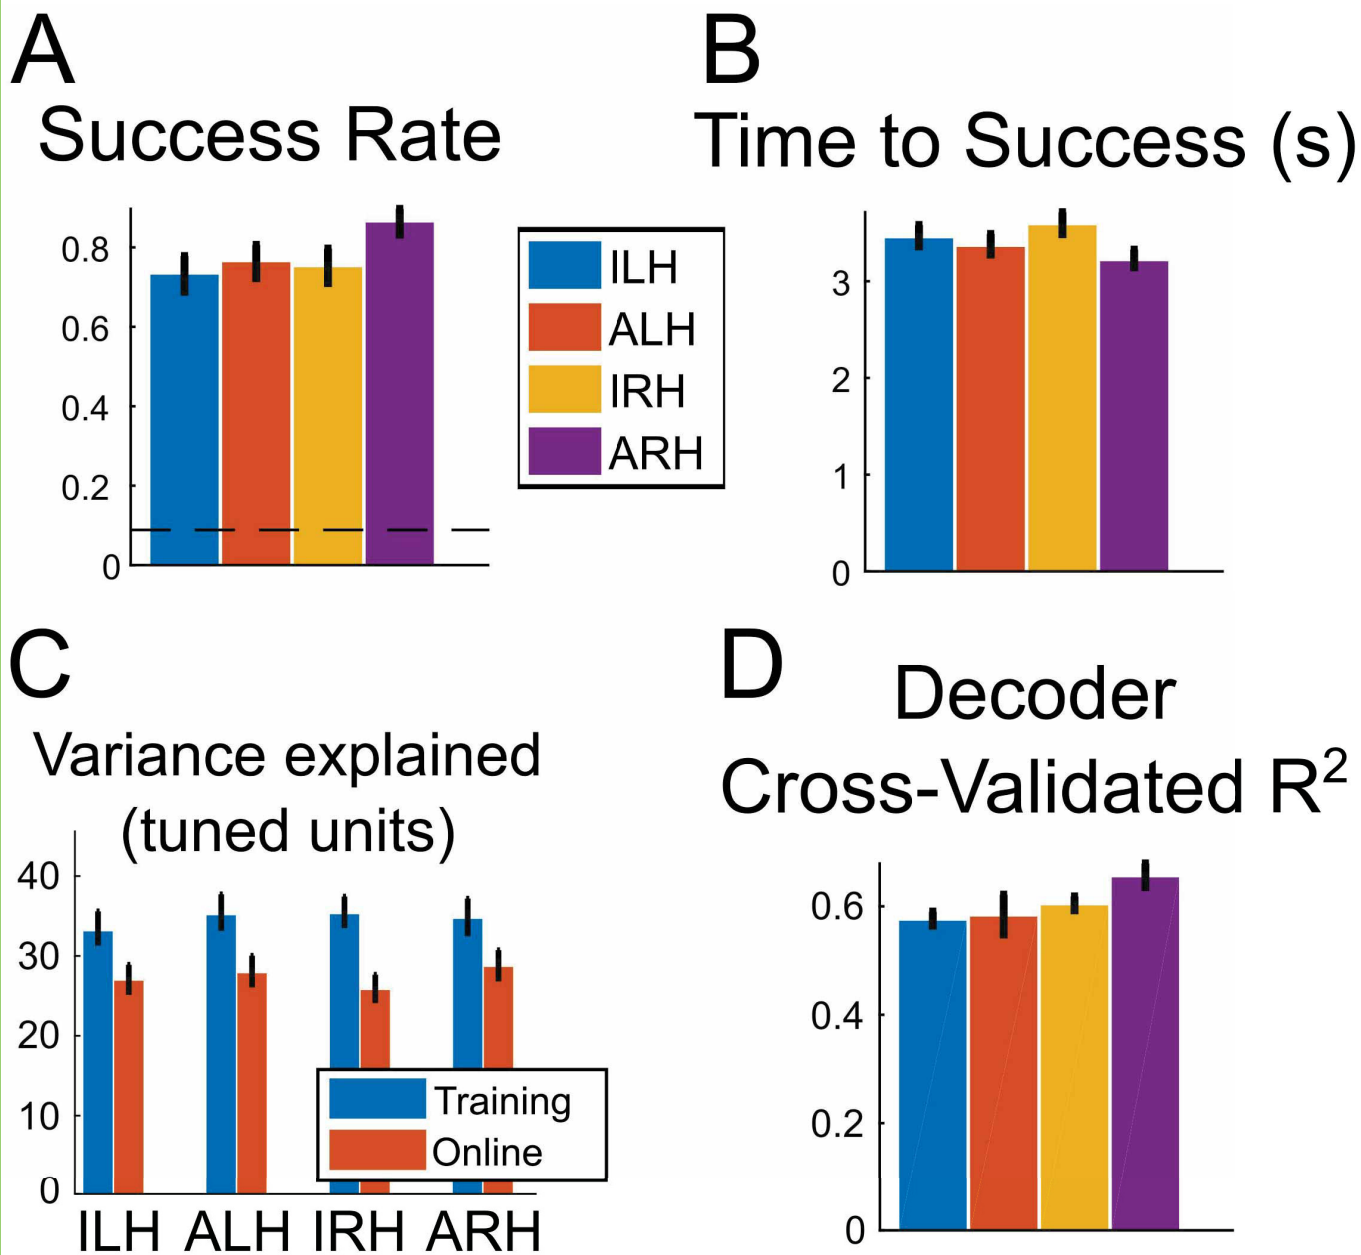 A
Success Rate
0.8
0.6
0.4
0.2
0
ILH
ALH
IRH
ARH
B
Time to Success (s)
3
2
1
0
C
Variance explained
(tuned units)
40
30
20
10
0
Training
Online
ILH ALH IRH ARH
D
Decoder
Cross-Validated R²
0.6
0.4
0.2
0